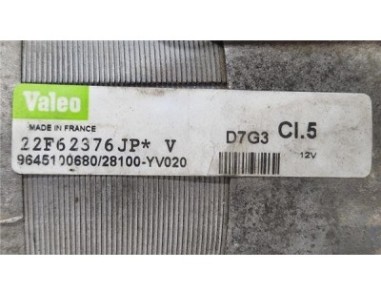 Valeo
MADE IN FRANCE
22F62376JP* V
9645100680/28100-YV020
D7G3 Cl.5
12V